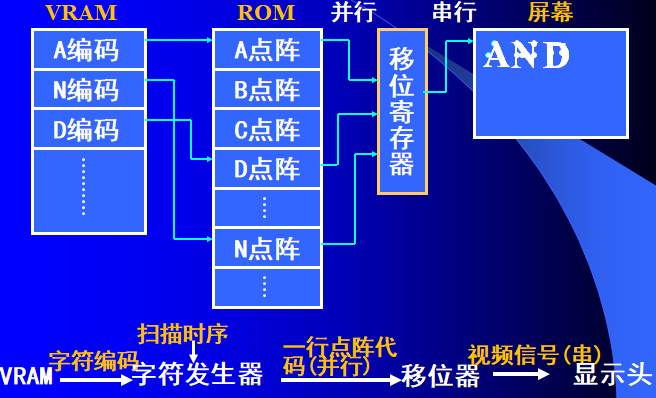 VRAM ROM 并行 串行 屏幕
A编码 A点阵 移位寄存器 AND
N编码 B点阵
D编码 C点阵
D点阵
N点阵
扫描时序
VRAM 字符编码 字符发生器 一行点阵代码(并行) 移位器 视频信号(串) 显示头